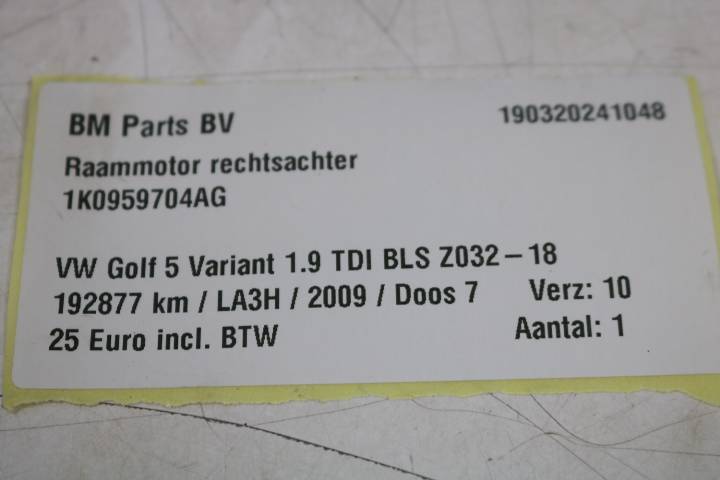 BM Parts BV 190320241048
Raammotor rechtsachter
1K0959704AG
VW Golf 5 Variant 1.9 TDI BLS Z032-18
192877 km / LA3H / 2009 / Doos 7 Verz: 10
25 Euro incl. BTW Aantal: 1